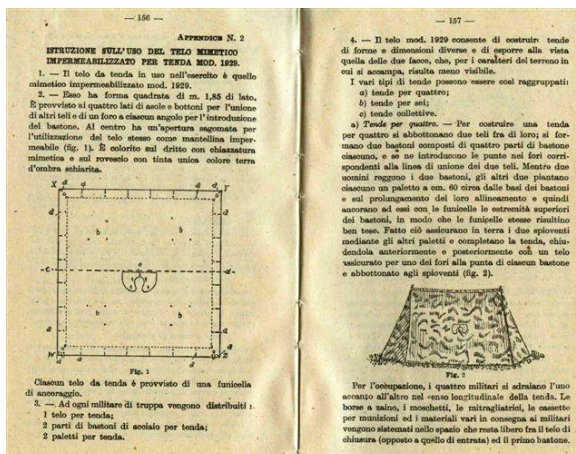 — 156 —
APPENDICE N. 2
ISTRUZIONE SULL'USO DEL TELO MIMETICO
IMPERMEABILIZZATO PER TENDA MOD. 1929.
1. — Il telo da tenda in uso nell'esercito è quello
mimetico impermeabilizzato mod. 1929.
2. — Esso ha forma quadrata di m. 1,85 di lato.
È provvisto ai quattro lati di asole e bottoni per l'unione
di altri teli e di un foro a ciascun angolo per l'introduzione
del bastone. Al centro ha un'apertura sagomata per
l'utilizzazione del telo stesso come mantellina imper-
meabile (fig. 1). È colorito sul dritto con chiazzatura
mimetica e sul rovescio con tinta unica colore terra
d'ombra schiarita.
X d d Y
a a
b b
c e d
b b
a a
W d d Z
Fig. 1
Ciascun telo da tenda è provvisto di una funicella
di ancoraggio.
3. — Ad ogni militare di truppa vengono distribuiti :
1 telo per tenda;
2 parti di bastoni di acciaio per tenda;
2 paletti per tenda.
— 157 —
4. — Il telo mod. 1929 consente di costruire tende
di forme e dimensioni diverse e di esporre alla vista
quella delle due facce, che, per i caratteri del terreno in
cui si accampa, risulta meno visibile.
I vari tipi di tende possono essere così raggruppati:
a) tende per quattro;
b) tende per sei;
c) tende collettive.
a) Tende per quattro. — Per costruire una tenda
per quattro si abbottonano due teli fra di loro; si for-
mano due bastoni composti di quattro parti di bastone
ciascuno, e se ne introducono le punte nei fori corri-
spondenti alla linea di unione dei due teli. Mentre due
uomini reggono i due bastoni, gli altri due piantano
ciascuno un paletto a cm. 60 circa dalle basi dei bastoni
e sul prolungamento del loro allineamento e quindi
ancorano ad essi con le funicelle le estremità superiori
dei bastoni, in modo che le funicelle stesse risultino
ben tese. Fatto ciò assicurano in terra i due spioventi
mediante gli altri paletti e completano la tenda, chiu-
dendola anteriormente e posteriormente con un telo
assicurato per uno dei fori alla punta di ciascun bastone
e abbottonato agli spioventi (fig. 2).
Fig. 2
Per l'occupazione, i quattro militari si sdraiano l'uno
accanto all'altro nel senso longitudinale della tenda. Le
borse a zaino, i moschetti, le mitragliatrici, le cassette
per munizioni ed i materiali vari in consegna ai militari
vengono sistemati nello spazio che resta libero fra il telo di
chiusura (opposto a quello di entrata) ed il primo bastone.